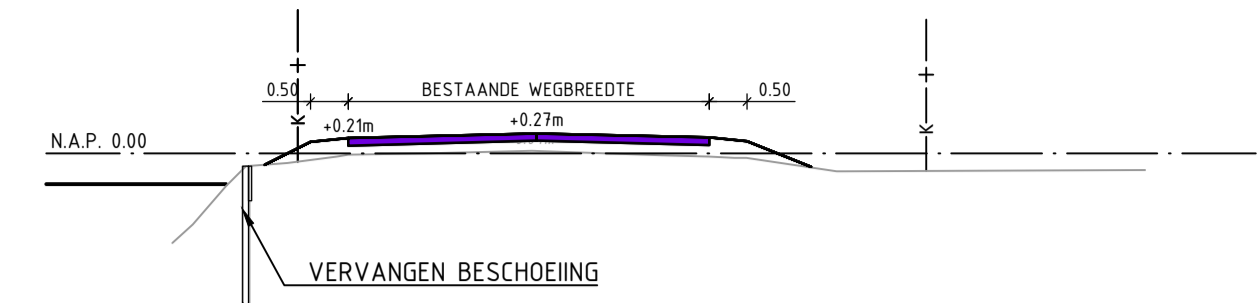 0.50 BESTAANDE WEGBREEDTE 0.50
K +
K +
+0.21m +0.27m
N.A.P. 0.00
VERVANGEN BESCHOEIING